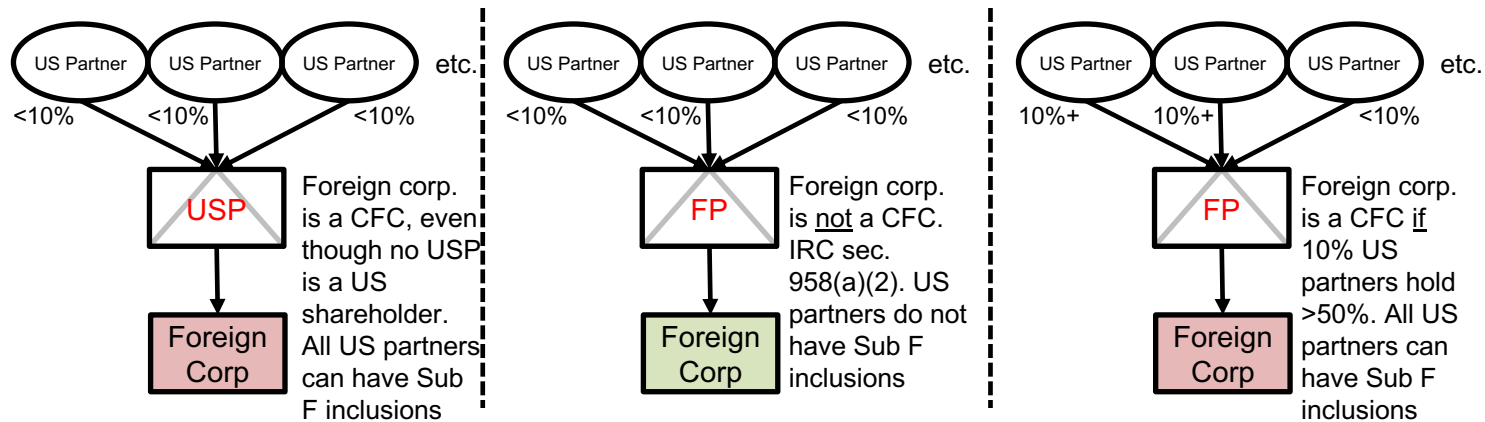 US Partner
US Partner
US Partner
etc.
<10%
<10%
<10%
USP
Foreign corp.
is a CFC, even
though no USP
is a US
shareholder.
All US partners
can have Sub
F inclusions
Foreign
Corp
US Partner
US Partner
US Partner
etc.
<10%
<10%
<10%
FP
Foreign corp.
is not a CFC.
IRC sec.
958(a)(2). US
partners do not
have Sub F
inclusions
Foreign
Corp
US Partner
US Partner
US Partner
etc.
10%+
10%+
<10%
FP
Foreign corp.
is a CFC if
10% US
partners hold
>50%. All US
partners can
have Sub F
inclusions
Foreign
Corp